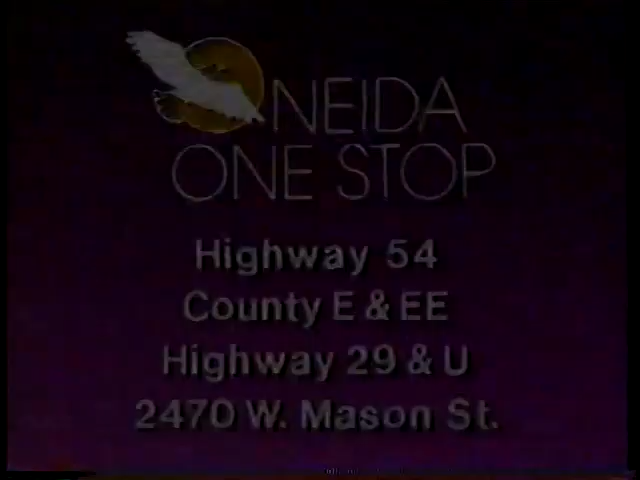 ONEIDA
ONE STOP
Highway 54
County E & EE
Highway 29 & U
2470 W. Mason St.